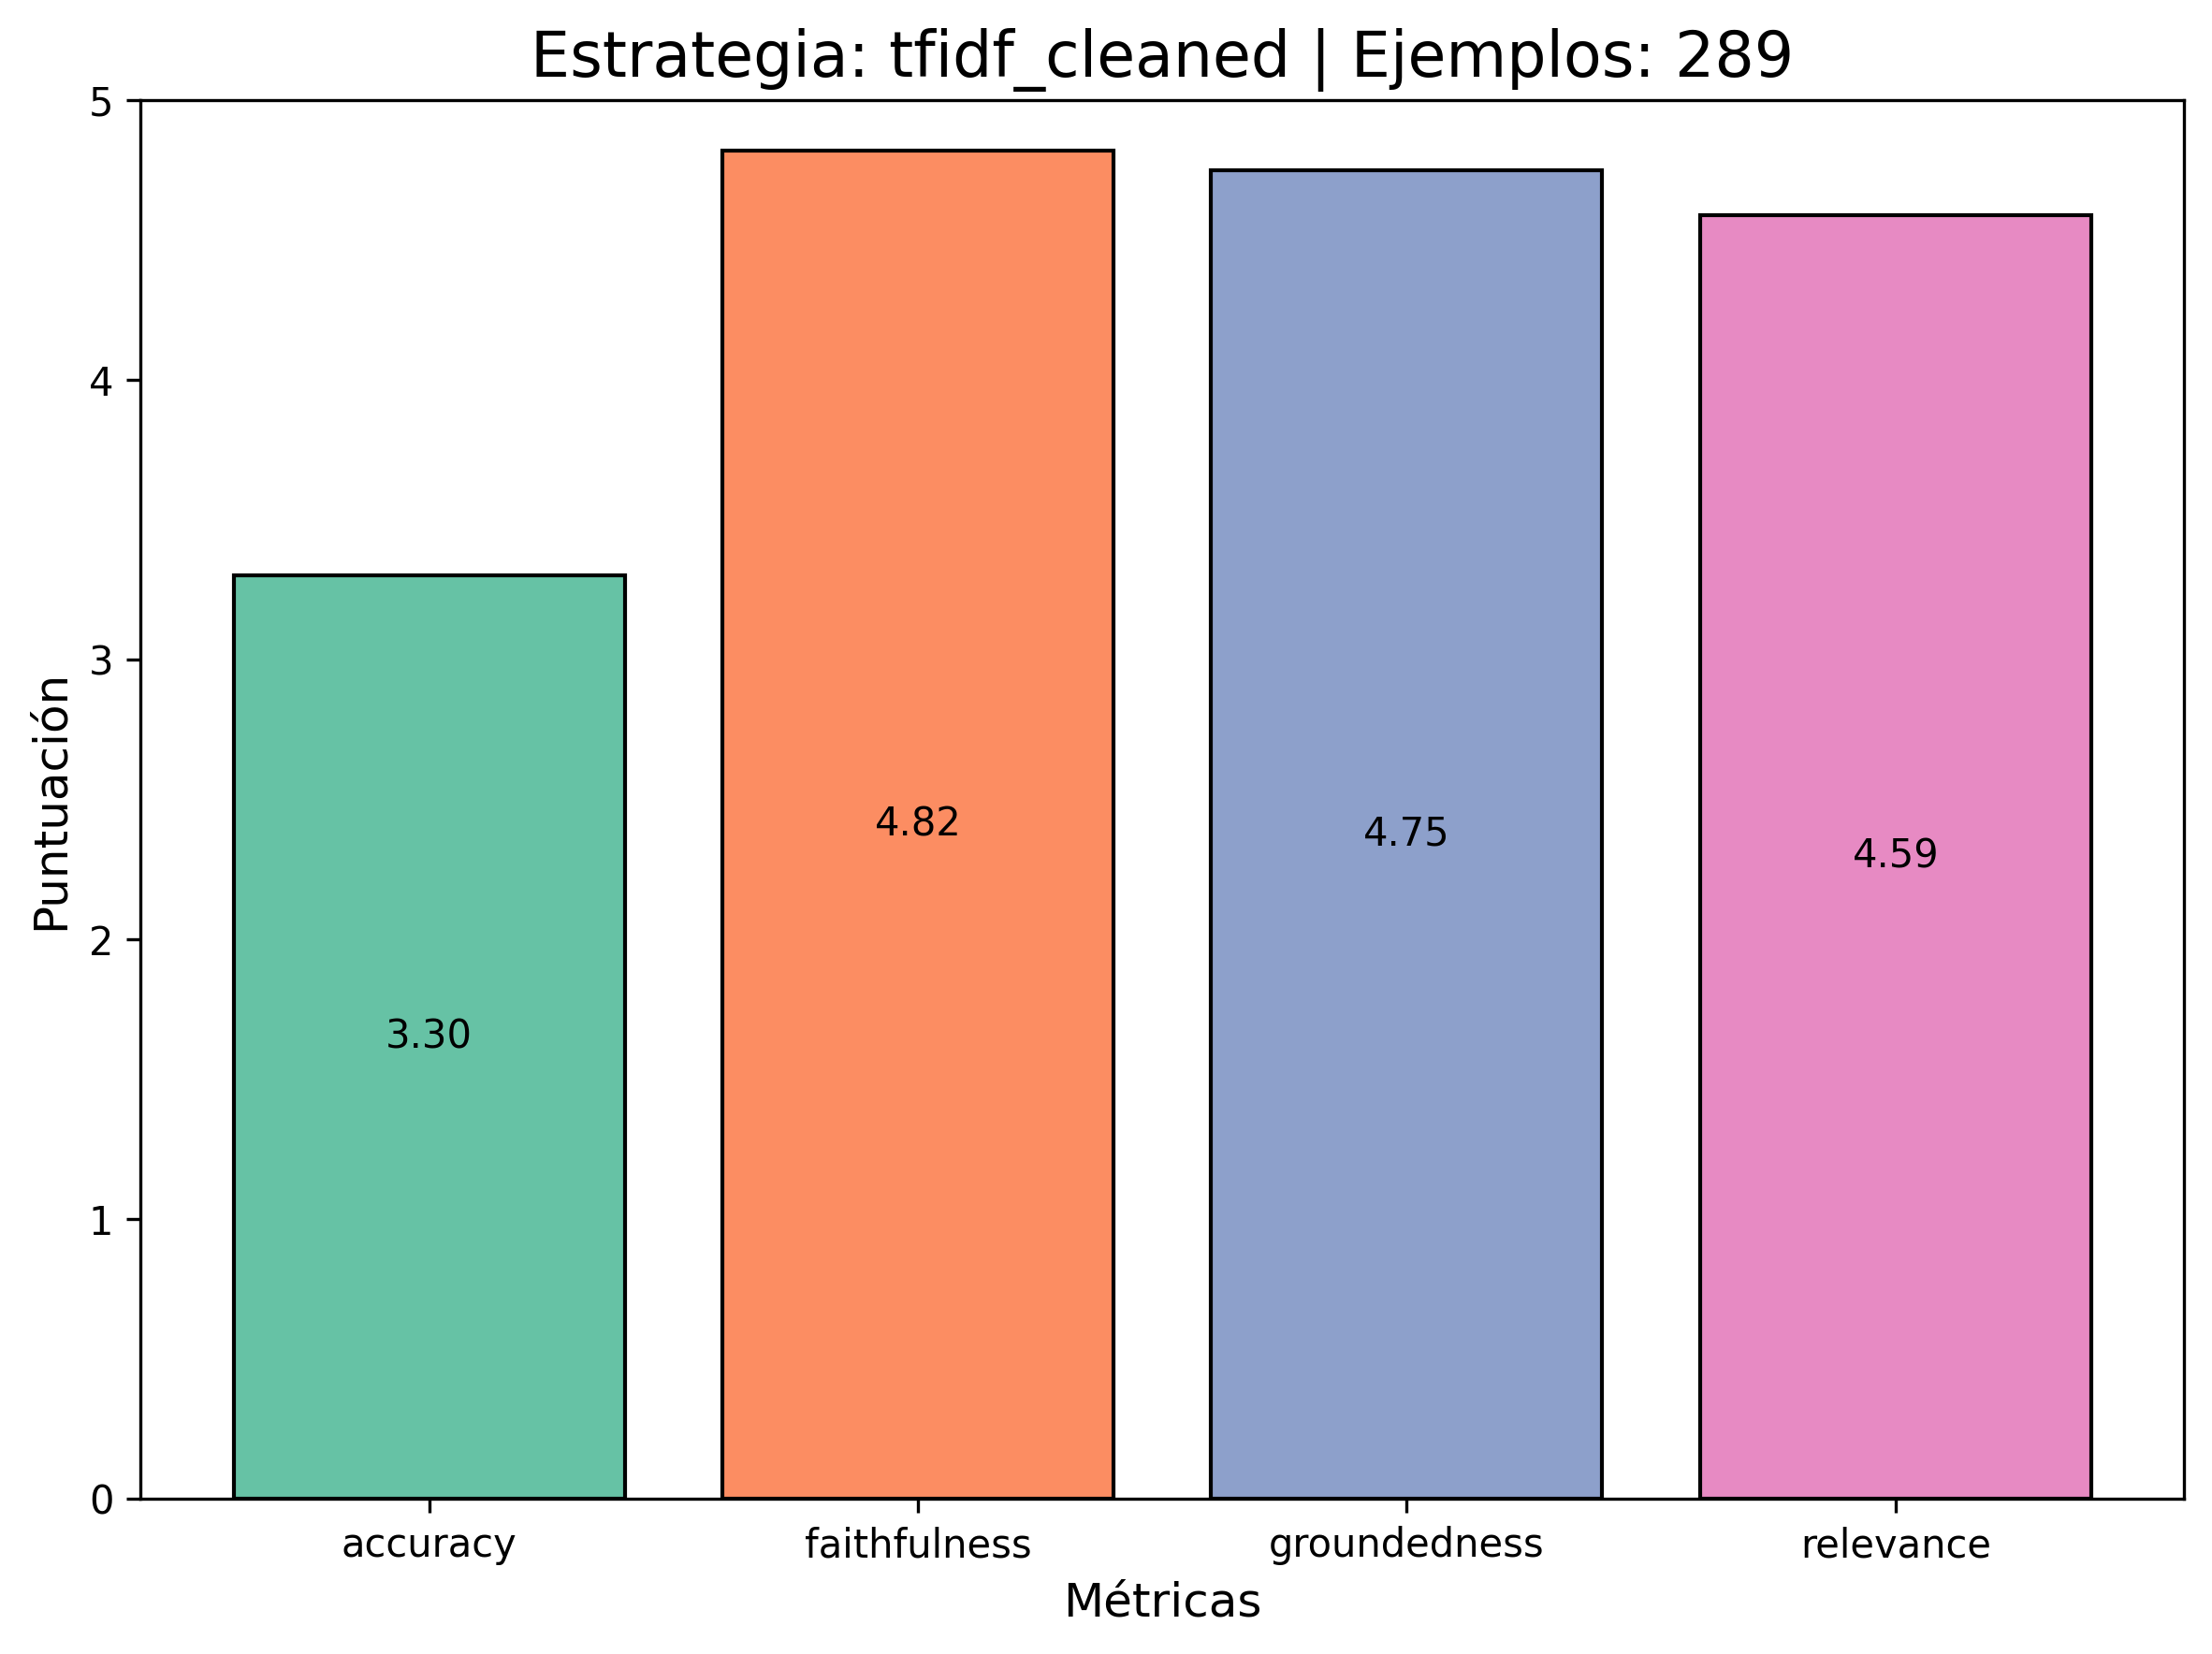 Estrategia: tfidf_cleaned | Ejemplos: 289
Puntuación
5
4
3
2
1
0
3.30
4.82
4.75
4.59
accuracy
faithfulness
groundedness
relevance
Métricas